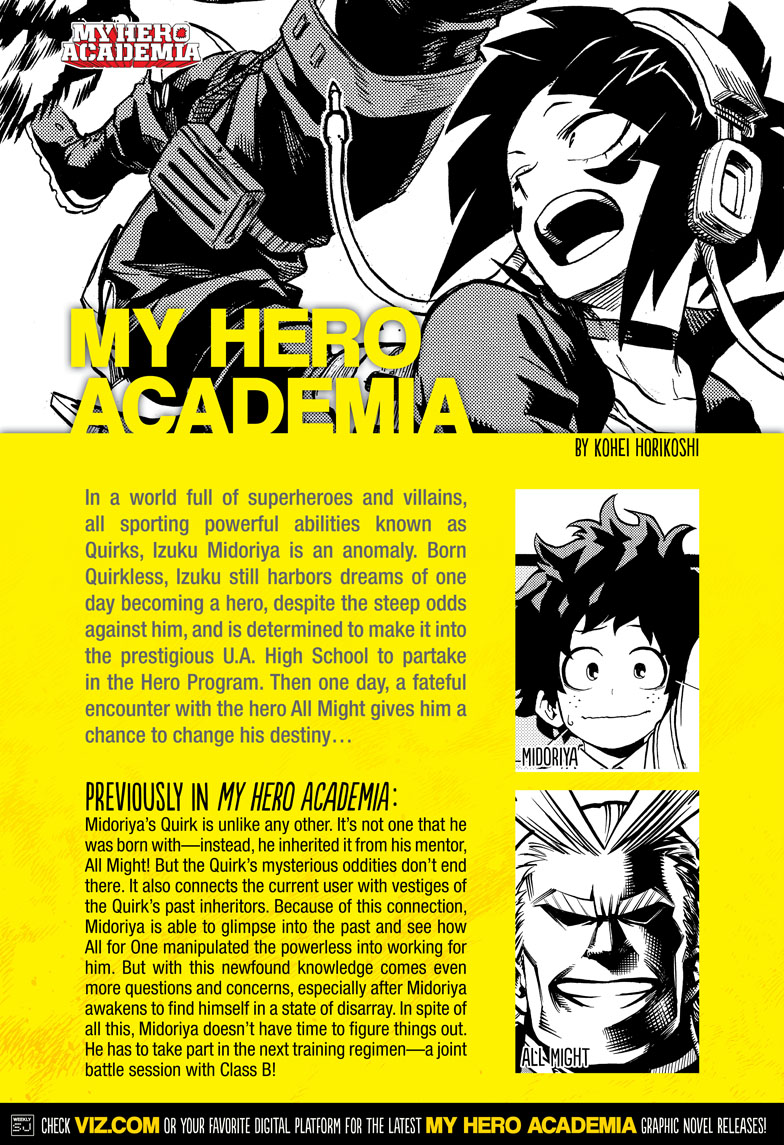 MY HERO
ACADEMIA
MY HERO
ACADEMIA
BY KOHEI HORIKOSHI
In a world full of superheroes and villains,
all sporting powerful abilities known as
Quirks, Izuku Midoriya is an anomaly. Born
Quirkless, Izuku still harbors dreams of one
day becoming a hero, despite the steep odds
against him, and is determined to make it into
the prestigious U.A. High School to partake
in the Hero Program. Then one day, a fateful
encounter with the hero All Might gives him a
chance to change his destiny…
MIDORIYA
PREVIOUSLY IN MY HERO ACADEMIA:
Midoriya’s Quirk is unlike any other. It’s not one that he
was born with—instead, he inherited it from his mentor,
All Might! But the Quirk’s mysterious oddities don’t end
there. It also connects the current user with vestiges of
the Quirk’s past inheritors. Because of this connection,
Midoriya is able to glimpse into the past and see how
All for One manipulated the powerless into working for
him. But with this newfound knowledge comes even
more questions and concerns, especially after Midoriya
awakens to find himself in a state of disarray. In spite of
all this, Midoriya doesn’t have time to figure things out.
He has to take part in the next training regimen—a joint
battle session with Class B!
ALL MIGHT
WEEKLY
SJ
CHECK VIZ.COM OR YOUR FAVORITE DIGITAL PLATFORM FOR THE LATEST MY HERO ACADEMIA GRAPHIC NOVEL RELEASES!